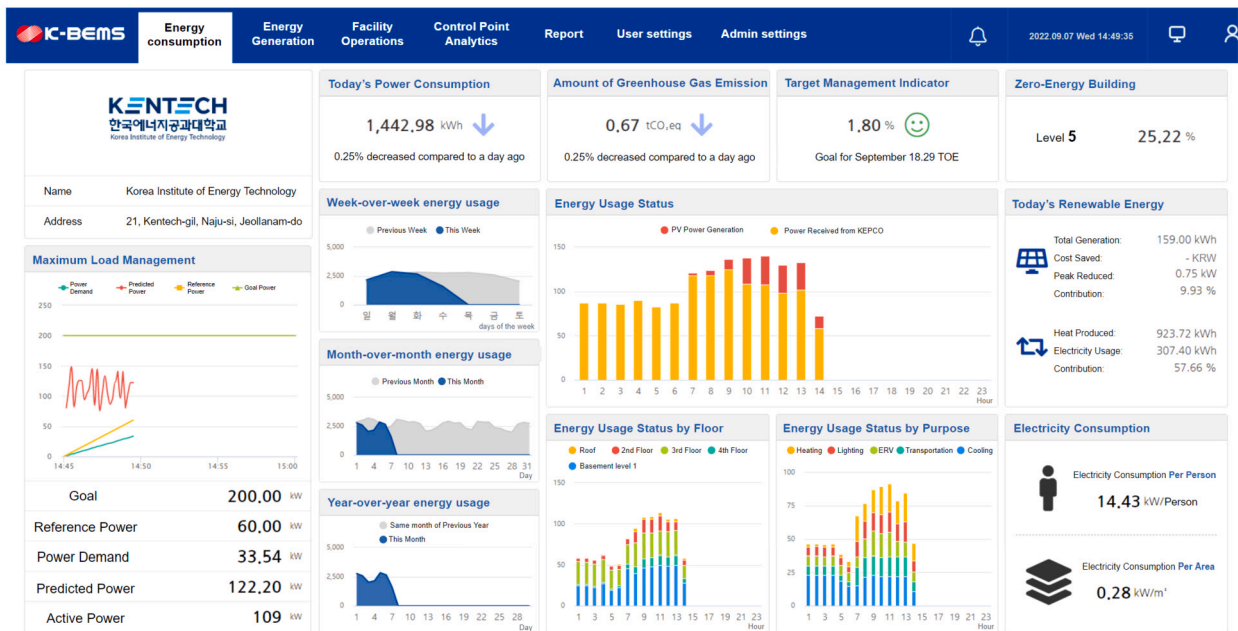 K-BEMS
Energy consumption
Energy Generation
Facility Operations
Control Point Analytics
Report
User settings
Admin settings
2022.09.07 Wed 14:49:35
KENTECH
한국에너지공과대학교
Korea Institute of Energy Technology
Name Korea Institute of Energy Technology
Address 21, Kentech-gil, Naju-si, Jeollanam-do
Maximum Load Management
Power Demand Predicted Power Reference Power Goal Power
250
200
150
100
50
0
14:45 14:50 14:55 15:00
Goal 200.00 kW
Reference Power 60.00 kW
Power Demand 33.54 kW
Predicted Power 122.20 kW
Active Power 109 kW
Today's Power Consumption
1,442.98 kWh
0.25% decreased compared to a day ago
Amount of Greenhouse Gas Emission
0.67 tCO₂eq
0.25% decreased compared to a day ago
Target Management Indicator
1.80 %
Goal for September 18.29 TOE
Zero-Energy Building
Level 5 25.22 %
Week-over-week energy usage
Previous Week This Week
5,000
2,500
0
일 월 화 수 목 금 토
days of the week
Month-over-month energy usage
Previous Month This Month
5,000
2,500
0
1 4 7 10 13 16 19 22 25 28 31
Day
Year-over-year energy usage
Same month of Previous Year
This Month
5,000
2,500
0
1 4 7 10 13 16 19 22 25 28
Day
Energy Usage Status
PV Power Generation Power Received from KEPCO
150
100
50
0
1 2 3 4 5 6 7 8 9 10 11 12 13 14 15 16 17 18 19 20 21 22 23
Hour
Energy Usage Status by Floor
Roof 2nd Floor 3rd Floor 4th Floor
Basement level 1
150
100
50
0
1 3 5 7 9 11 13 15 17 19 21 23
Hour
Energy Usage Status by Purpose
Heating Lighting ERV Transportation Cooling
100
75
50
25
0
1 3 5 7 9 11 13 15 17 19 21 23
Hour
Today's Renewable Energy
Total Generation: 159.00 kWh
Cost Saved: - KRW
Peak Reduced: 0.75 kW
Contribution: 9.93 %
Heat Produced: 923.72 kWh
Electricity Usage: 307.40 kWh
Contribution: 57.66 %
Electricity Consumption
Electricity Consumption Per Person
14.43 kW/Person
Electricity Consumption Per Area
0.28 kW/m²